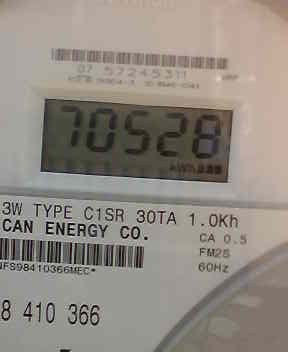 07 57245311
70528
kWh
3W TYPE C1SR 30TA 1.0Kh
CAN ENERGY CO.
CA 0.5
FM2S
60Hz
NFS98410366MEC*
8 410 366